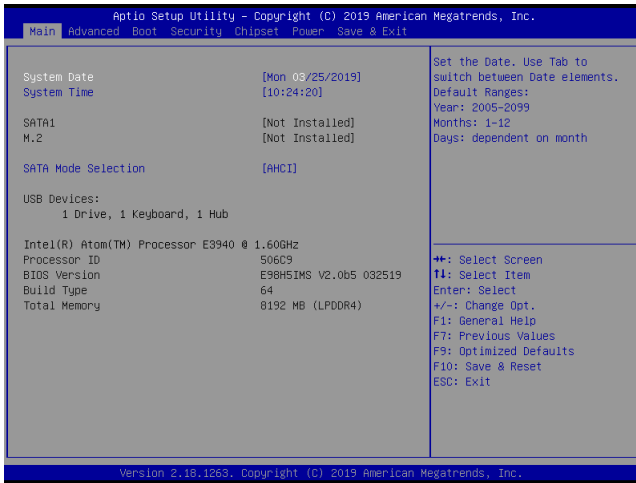 Aptio Setup Utility – Copyright (C) 2019 American Megatrends, Inc.
Main Advanced Boot Security Chipset Power Save & Exit
System Date [Mon 03/25/2019]
System Time [10:24:20]
SATA1 [Not Installed]
M.2 [Not Installed]
SATA Mode Selection [AHCI]
USB Devices:
1 Drive, 1 Keyboard, 1 Hub
Intel(R) Atom(TM) Processor E3940 @ 1.60GHz
Processor ID 506C9
BIOS Version E98H5IMS V2.0b5 032519
Build Type 64
Total Memory 8192 MB (LPDDR4)
Set the Date. Use Tab to
switch between Date elements.
Default Ranges:
Year: 2005-2099
Months: 1-12
Days: dependent on month
→←: Select Screen
↑↓: Select Item
Enter: Select
+/-: Change Opt.
F1: General Help
F7: Previous Values
F9: Optimized Defaults
F10: Save & Reset
ESC: Exit
Version 2.18.1263. Copyright (C) 2019 American Megatrends, Inc.